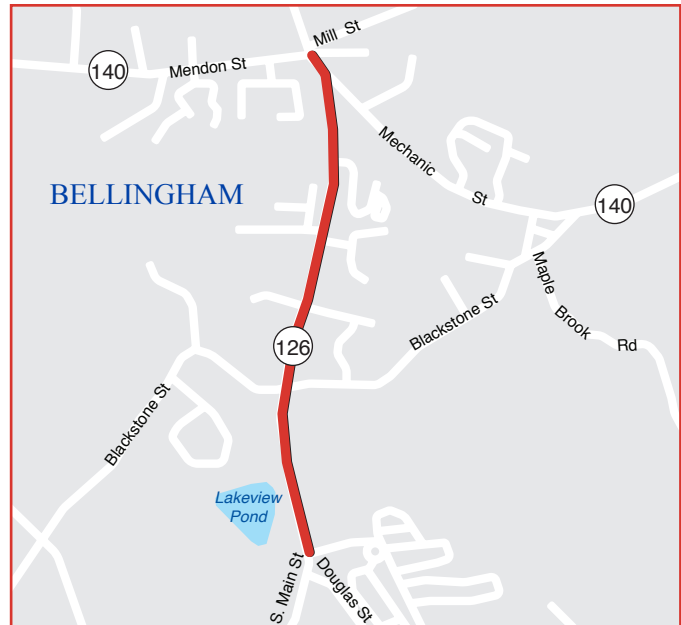 Mill St
140
Mendon St
Mechanic
St
BELLINGHAM
140
Maple
Brook
Rd
126
Blackstone St
Blackstone St
Lakeview
Pond
S. Main St
Douglas St